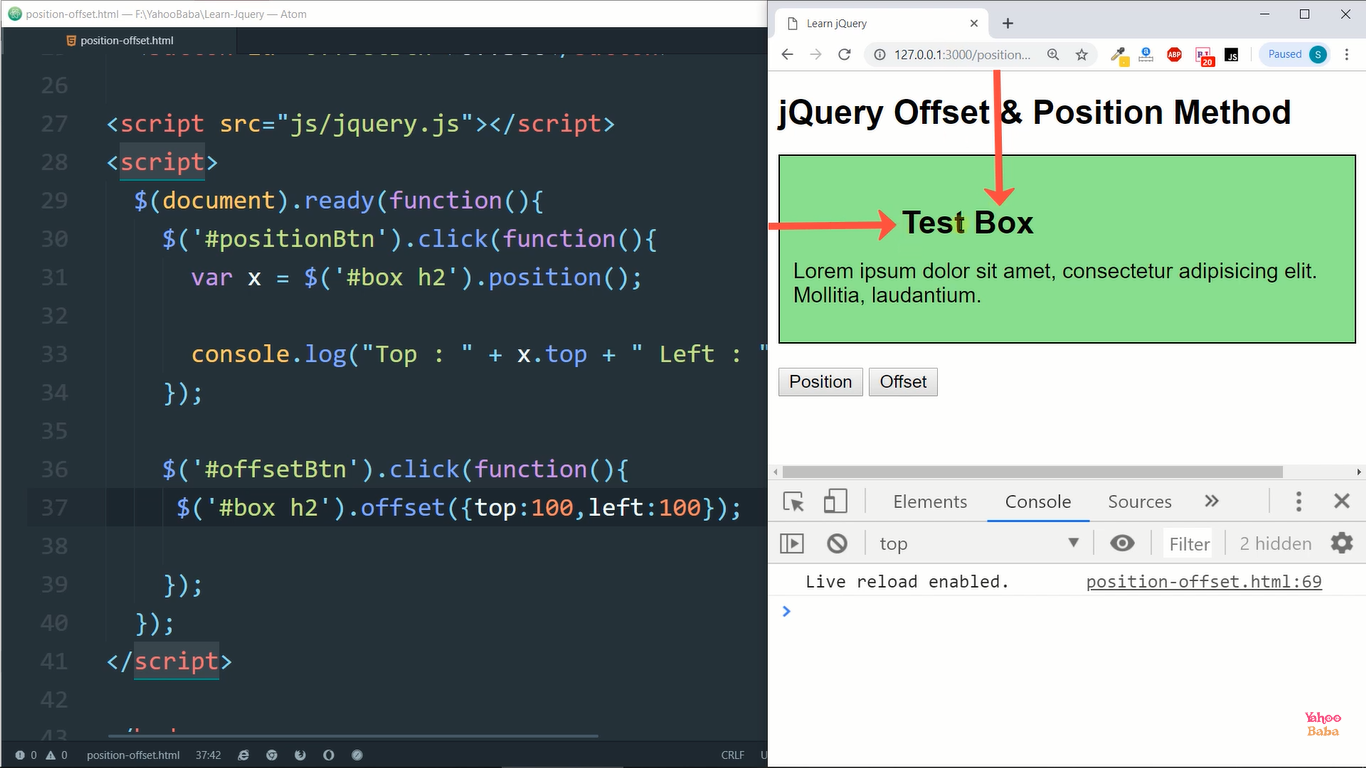 position-offset.html — F:\YahooBaba\Learn-Jquery — Atom
position-offset.html
26
27 <script src="js/jquery.js"></script>
28 <script>
29 $(document).ready(function(){
30 $('#positionBtn').click(function(){
31 var x = $('#box h2').position();
32
33 console.log("Top : " + x.top + " Left : "
34 });
35
36 $('#offsetBtn').click(function(){
37 $('#box h2').offset({top:100,left:100});
38
39 });
40 });
41 </script>
42
43
0 0 position-offset.html 37:42 CRLF U
Learn jQuery
127.0.0.1:3000/position... ABP 20 JS Paused S
jQuery Offset & Position Method
Test Box
Lorem ipsum dolor sit amet, consectetur adipisicing elit.
Mollitia, laudantium.
Position Offset
Elements Console Sources
top Filter 2 hidden
Live reload enabled. position-offset.html:69
Yahoo
Baba